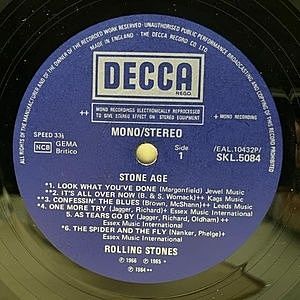 ALL RIGHTS OF THE MANUFACTURER AND OF THE OWNER OF THE RECORDED WORK RESERVED · UNAUTHORISED PUBLIC PERFORMANCE BROADCASTING AND COPYING OF THIS RECORD PROHIBITED
MADE IN ENGLAND · THE DECCA RECORD CO LTD
DECCA
REGD
MONO RECORDINGS ELECTRONICALLY REPROCESSED
TO GIVE STEREO EFFECT ON STEREO EQUIPMENT
SPEED 33⅓
MONO/STEREO
/EAL.10432P/
NCB
GEMA
Britico
Side
1
SKL.5084
STONE AGE
*1. LOOK WHAT YOU'VE DONE (Morgonfield) Jewel Music
**2. IT'S ALL OVER NOW (B. & S. Womack)++ Kags Music
**3. CONFESSIN' THE BLUES (Brown, McShann)++ Leeds Music
*4. ONE MORE TRY (Jagger, Richard)+ Essex Music International
5. AS TEARS GO BY (Jagger, Richard, Oldham)++
Essex Music International
*6. THE SPIDER AND THE FLY (Nanker, Phelge)++
Essex Music International
ROLLING STONES
℗ 1966 ℗ 1965 *
℗ 1964 **